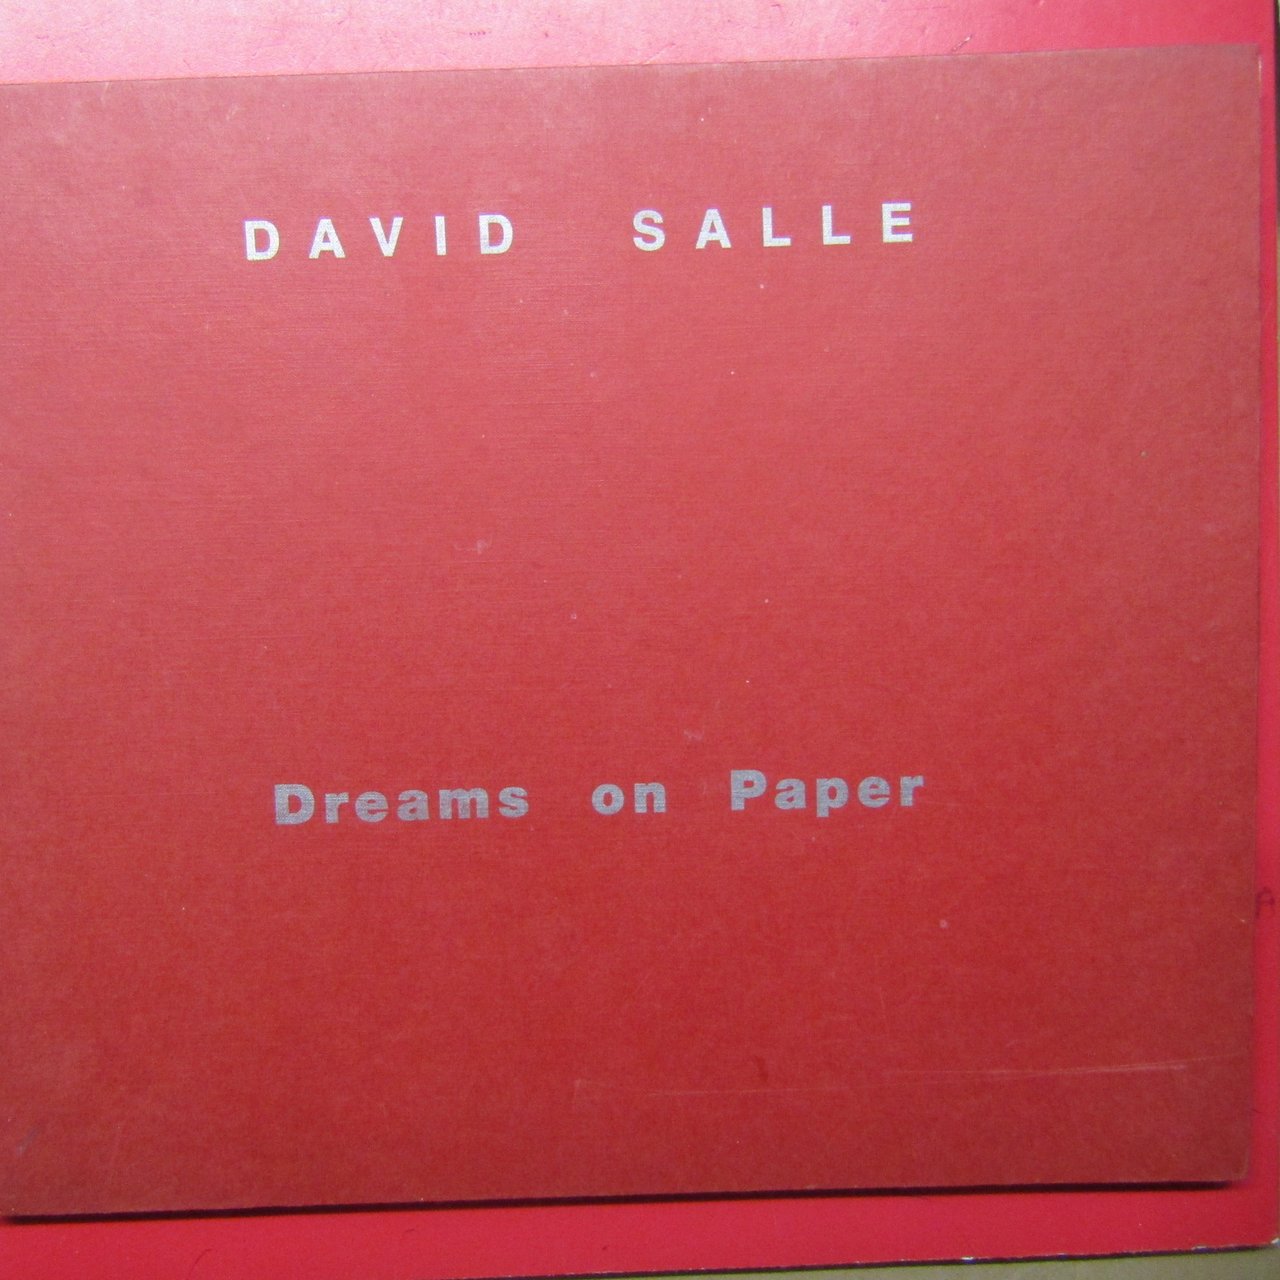 DAVID SALLE
Dreams on Paper